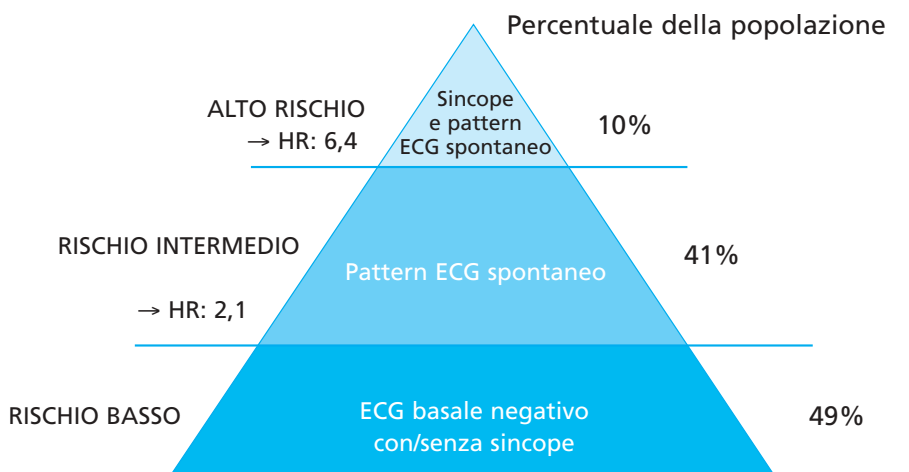 Percentuale della popolazione
ALTO RISCHIO
→ HR: 6,4
Sincope
e pattern
ECG spontaneo
10%
RISCHIO INTERMEDIO
→ HR: 2,1
Pattern ECG spontaneo
41%
RISCHIO BASSO
ECG basale negativo
con/senza sincope
49%